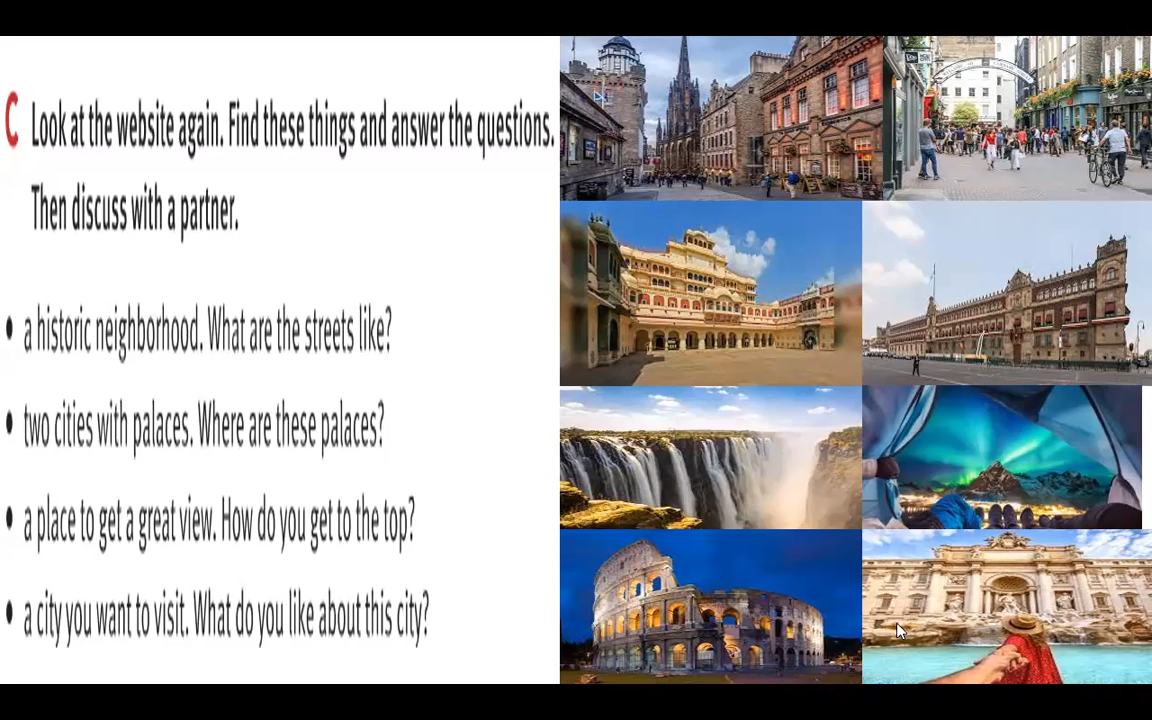 C Look at the website again. Find these things and answer the questions.
Then discuss with a partner.
• a historic neighborhood. What are the streets like?
• two cities with palaces. Where are these palaces?
• a place to get a great view. How do you get to the top?
• a city you want to visit. What do you like about this city?